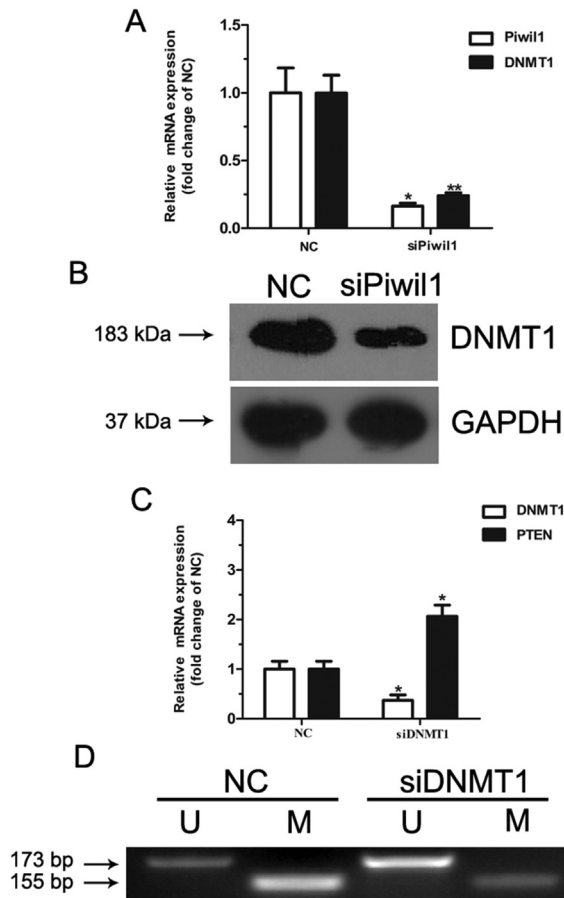 A
Relative mRNA expression
(fold change of NC)
1.5
1.0
0.5
0.0
Piwil1
DNMT1
*
**
NC
siPiwil1
B
NC
siPiwil1
183 kDa
DNMT1
37 kDa
GAPDH
C
Relative mRNA expression
(fold change of NC)
4
3
2
1
0
DNMT1
PTEN
*
*
NC
siDNMT1
D
NC
siDNMT1
U
M
U
M
173 bp
155 bp